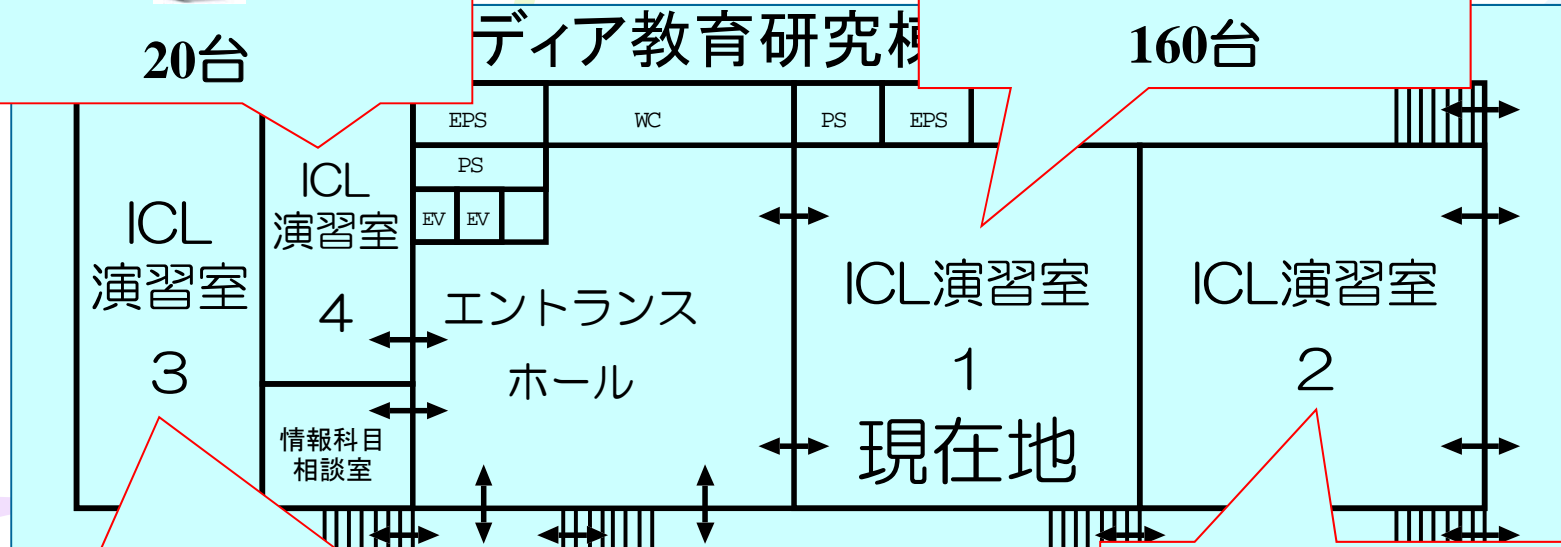 20台
ディア教育研究
160台
EPS
WC
PS
EPS
PS
EV
EV
ICL
演習室
3
ICL
演習室
4
エントランス
ホール
ICL演習室
1
現在地
ICL演習室
2
情報科目
相談室